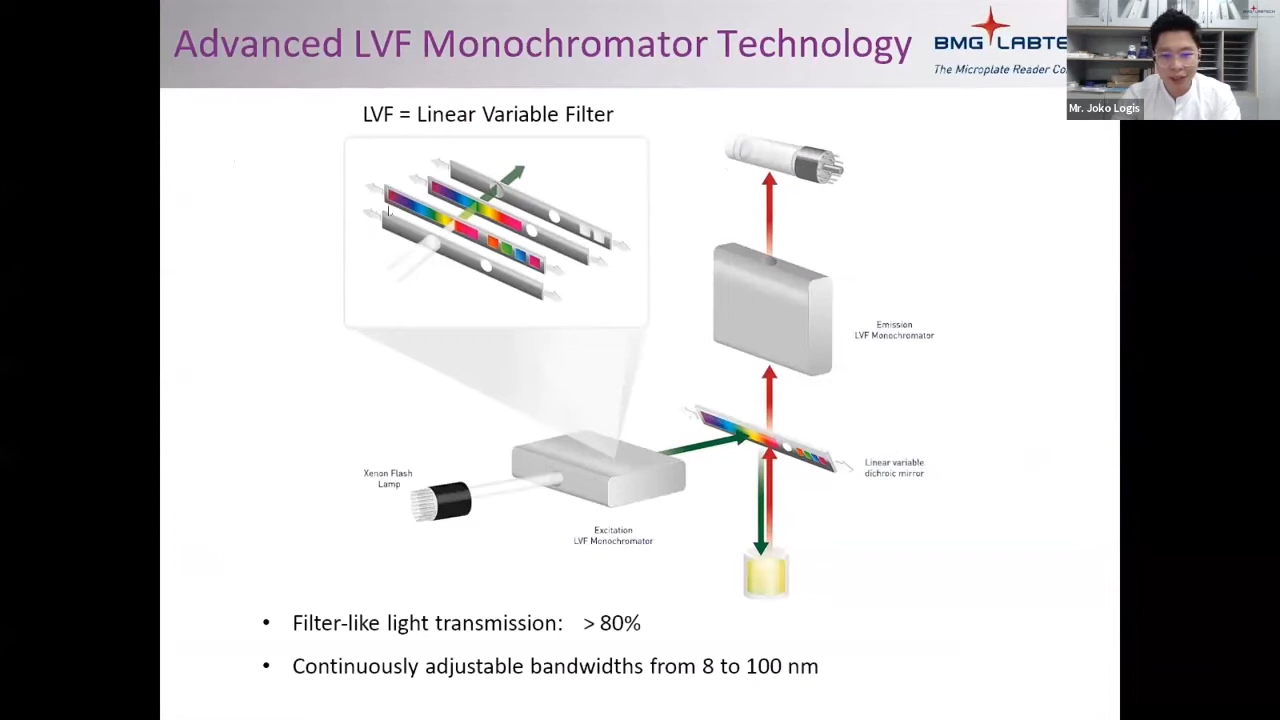 Advanced LVF Monochromator Technology
BMG LABTE
The Microplate Reader Co
Mr. Joko Logis
LVF = Linear Variable Filter
Emission
LVF Monochromator
Linear variable
dichroic mirror
Xenon Flash
Lamp
Excitation
LVF Monochromator
• Filter-like light transmission: > 80%
• Continuously adjustable bandwidths from 8 to 100 nm